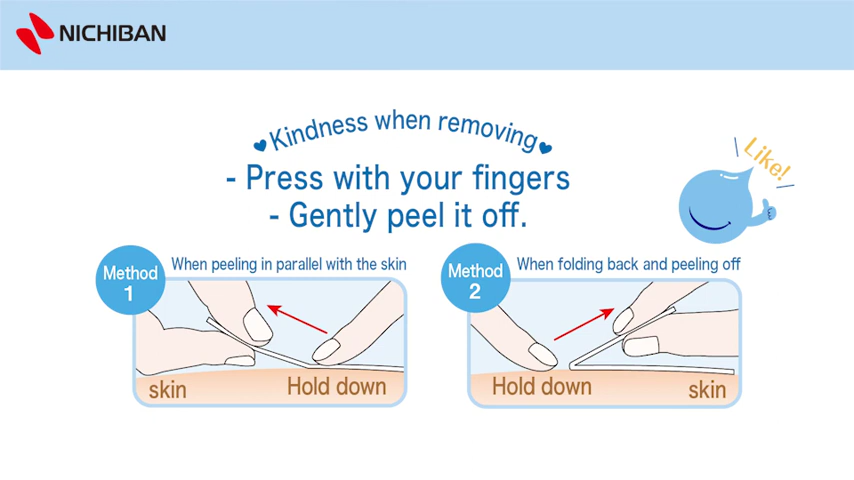 NICHIBAN
Kindness when removing
- Press with your fingers
- Gently peel it off.
Like!
Method
1
When peeling in parallel with the skin
skin
Hold down
Method
2
When folding back and peeling off
Hold down
skin